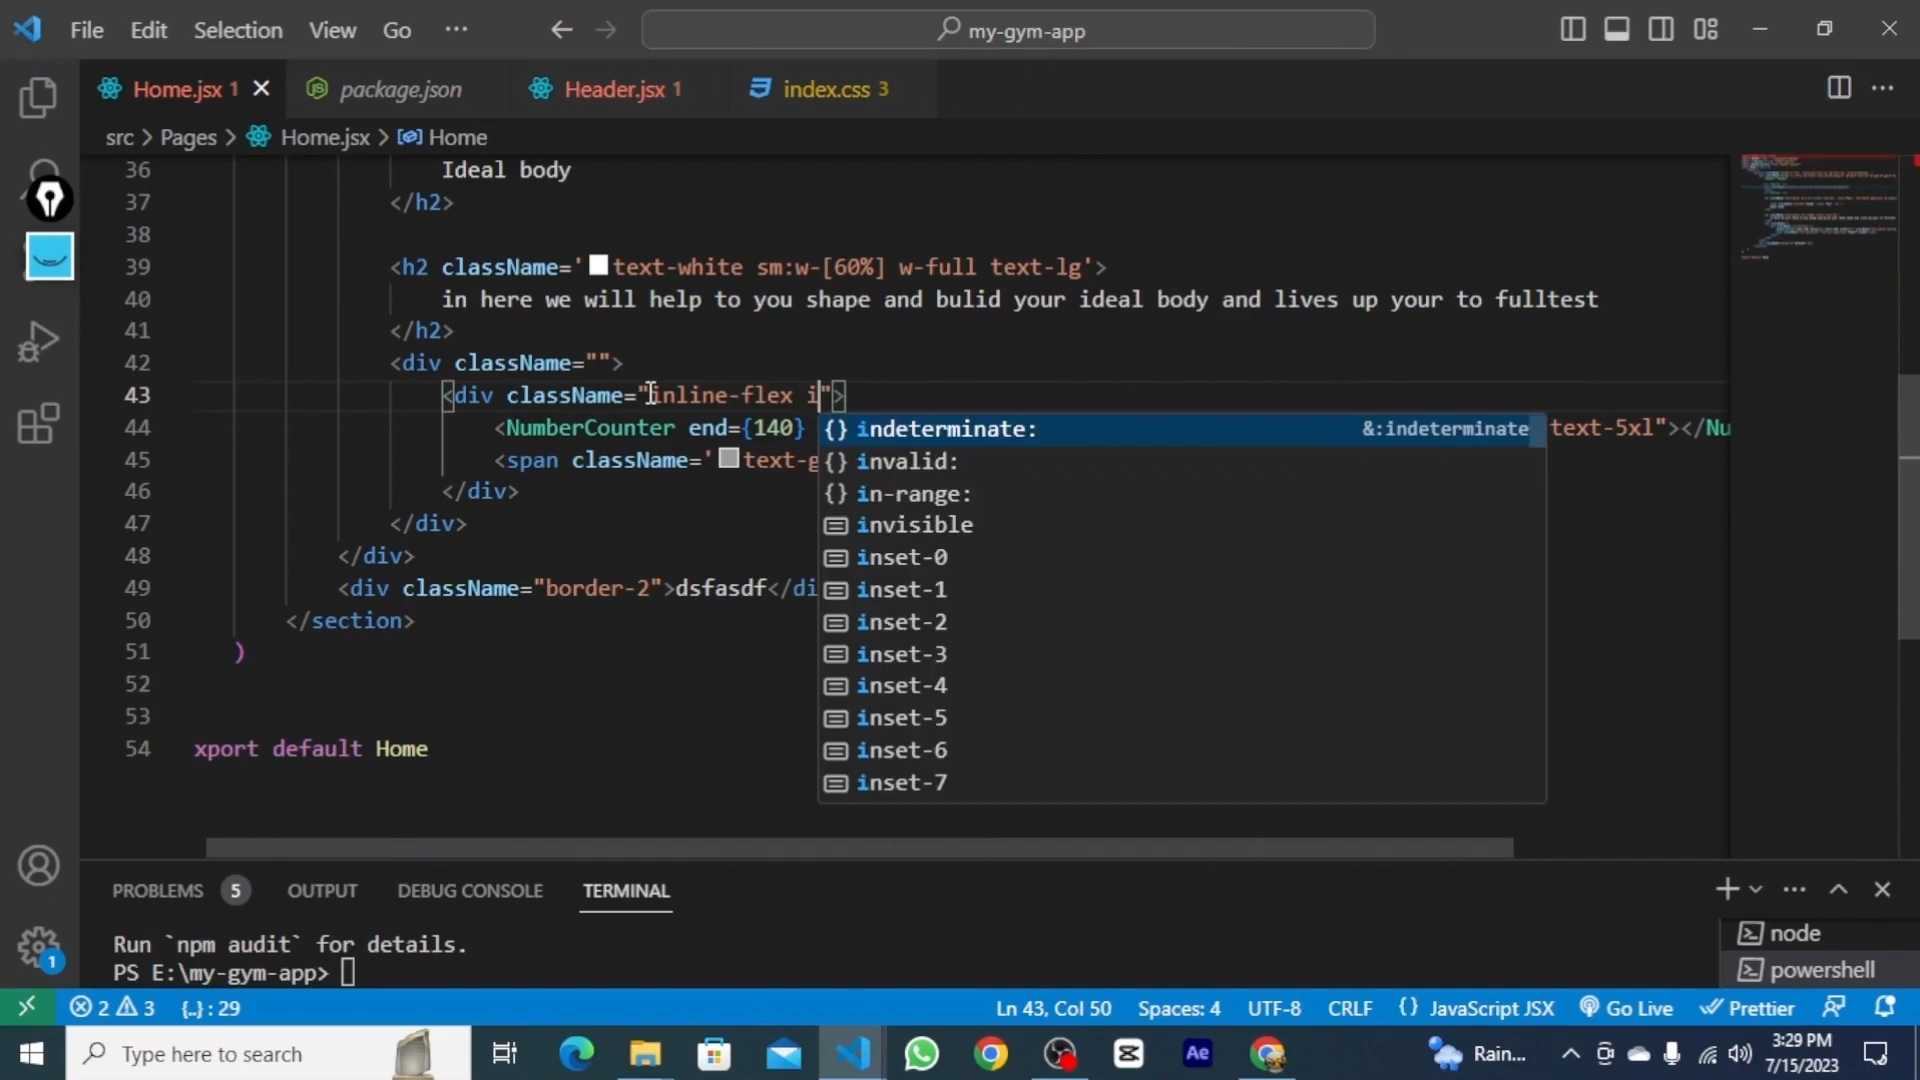 File Edit Selection View Go ··· my-gym-app
Home.jsx 1 package.json Header.jsx 1 index.css 3
src > Pages > Home.jsx > Home
36 Ideal body
37 </h2>
38
39 <h2 className='text-white sm:w-[60%] w-full text-lg'>
40 in here we will help to you shape and bulid your ideal body and lives up your to fulltest
41 </h2>
42 <div className="">
43 <div className="inline-flex i">
44 <NumberCounter end={140} text-5xl"></Nu
45 <span className='text-g
46 </div>
47 </div>
48 </div>
49 <div className="border-2">dsfasdf</di
50 </section>
51 )
52
53
54 xport default Home
{} indeterminate: &:indeterminate
{} invalid:
{} in-range:
invisible
inset-0
inset-1
inset-2
inset-3
inset-4
inset-5
inset-6
inset-7
PROBLEMS 5 OUTPUT DEBUG CONSOLE TERMINAL
Run `npm audit` for details.
PS E:\my-gym-app>
node
powershell
1
2 3 {..} : 29 Ln 43, Col 50 Spaces: 4 UTF-8 CRLF {} JavaScript JSX Go Live Prettier
Type here to search Ae Rain... 3:29 PM
7/15/2023